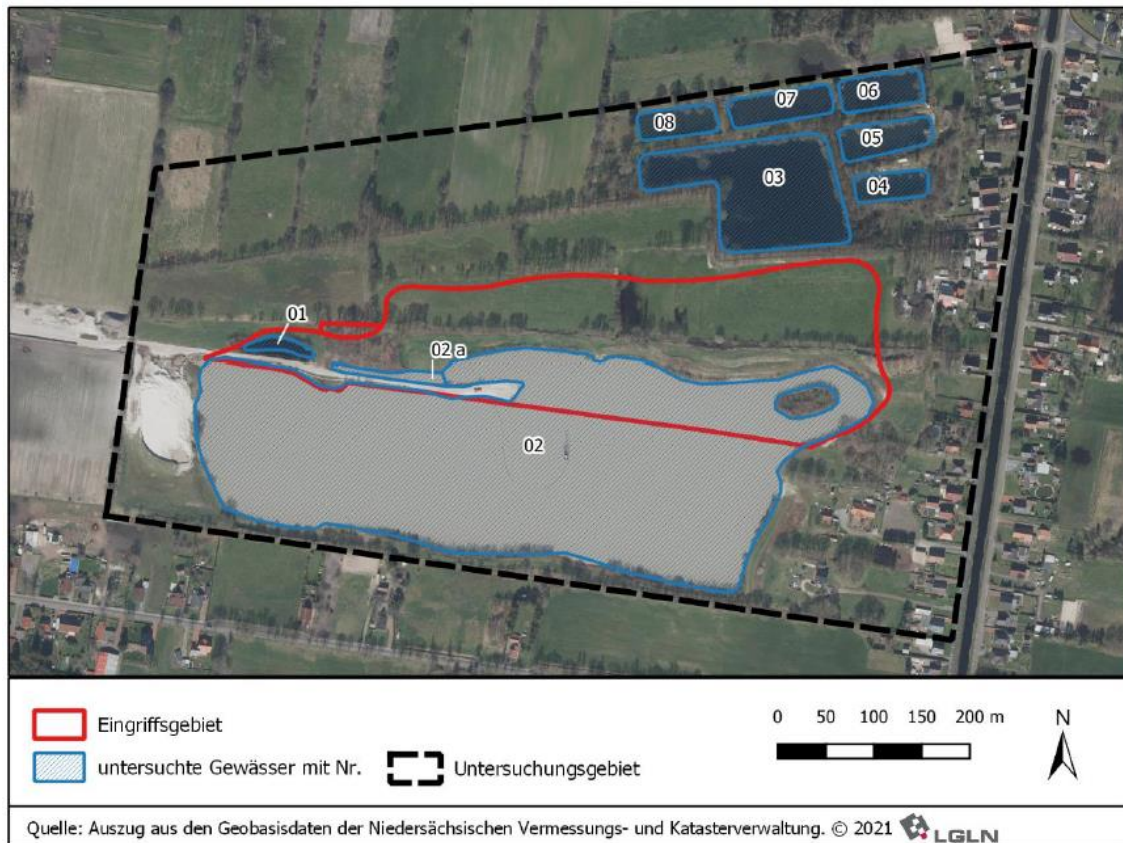 06
07
08
05
03
04
01
02 a
02
Eingriffsgebiet
0 50 100 150 200 m
N
untersuchte Gewässer mit Nr.
Untersuchungsgebiet
Quelle: Auszug aus den Geobasisdaten der Niedersächsischen Vermessungs- und Katasterverwaltung. © 2021 LGLN